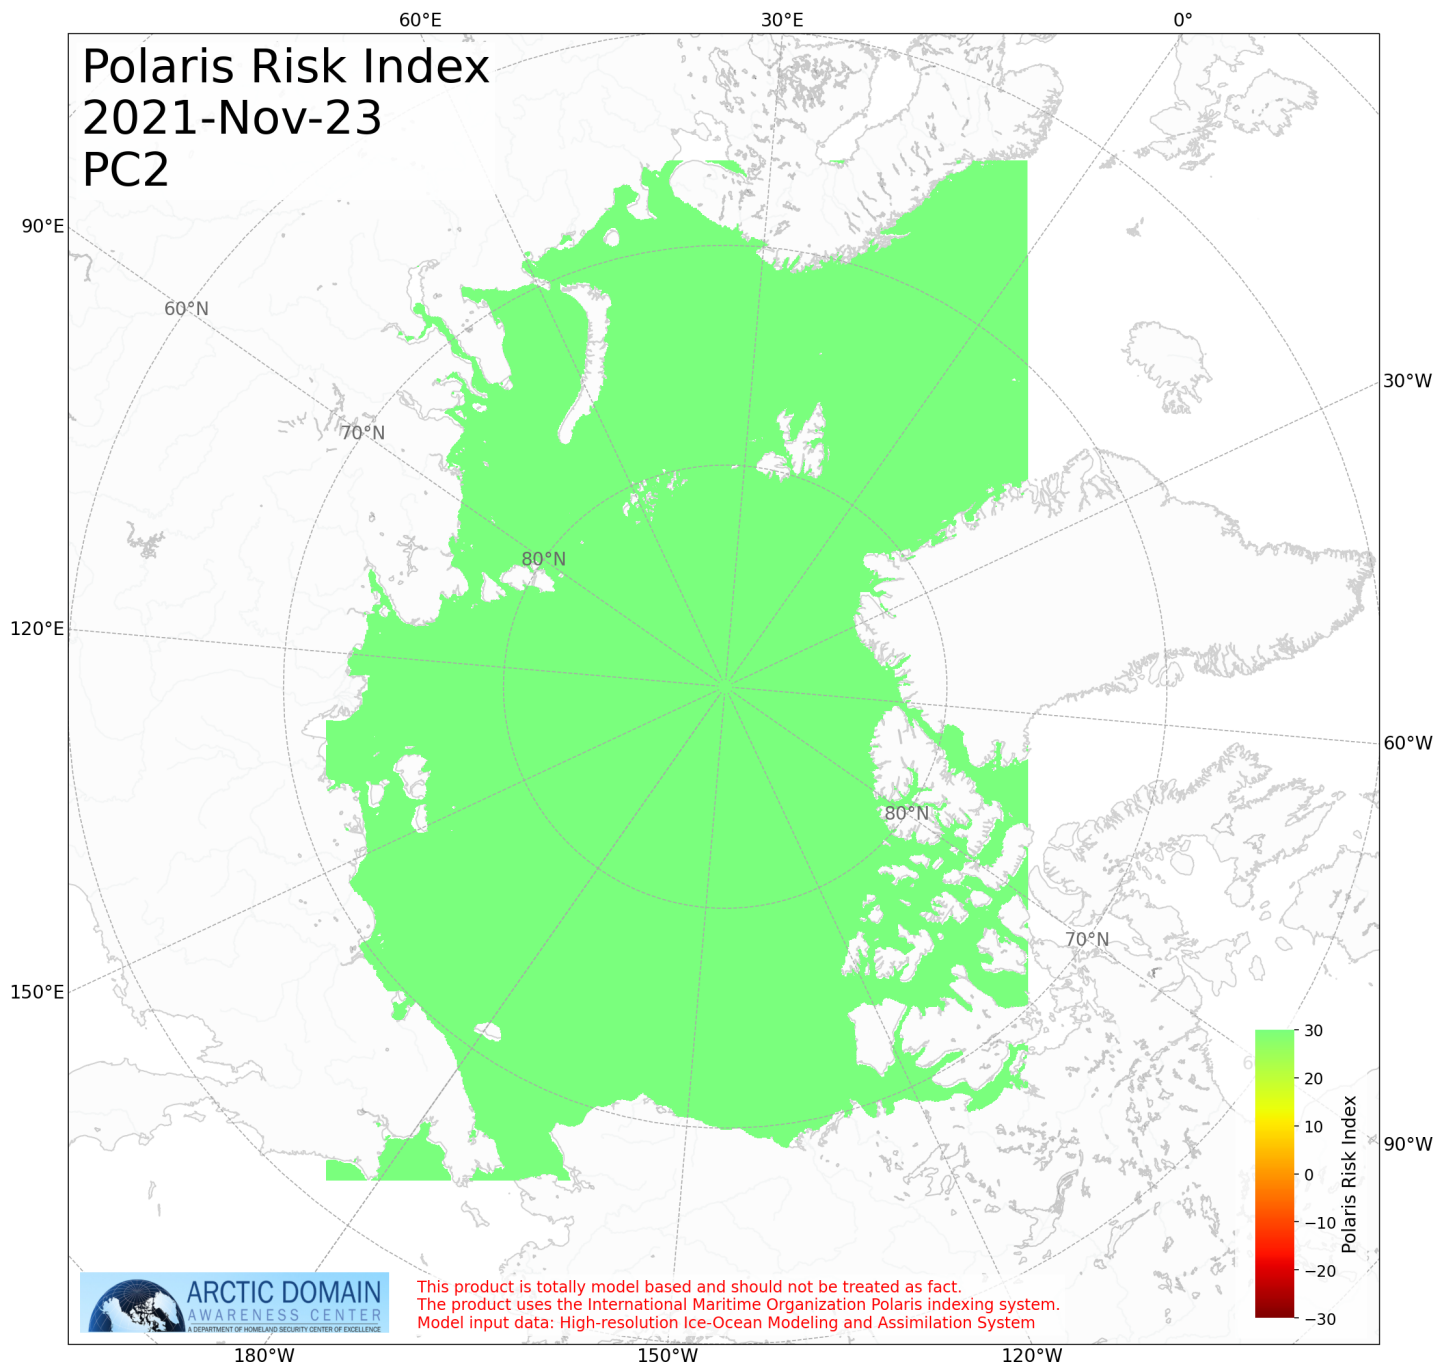 60°E 30°E 0°
Polaris Risk Index
2021-Nov-23
PC2
90°E
60°N
30°W
70°N
80°N
120°E
60°W
80°N
70°N
150°E
30
20
10
0
−10
−20
−30
Polaris Risk Index
90°W
ARCTIC DOMAIN
AWARENESS CENTER
A DEPARTMENT OF HOMELAND SECURITY CENTER OF EXCELLENCE
This product is totally model based and should not be treated as fact.
The product uses the International Maritime Organization Polaris indexing system.
Model input data: High-resolution Ice-Ocean Modeling and Assimilation System
180°W 150°W 120°W